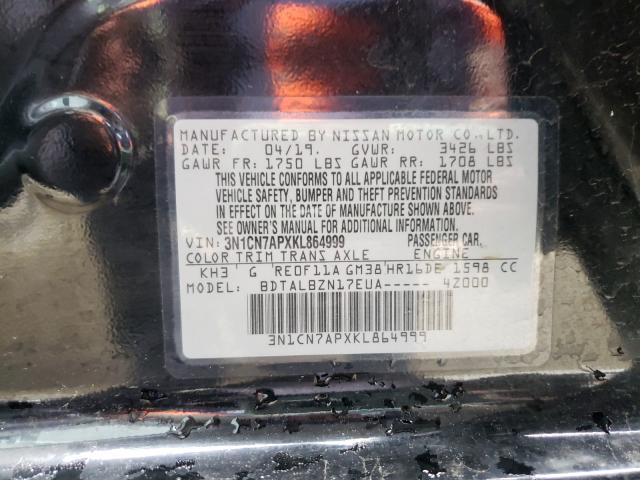 MANUFACTURED BY NISSAN MOTOR CO.,LTD.
DATE: 04/19. GVWR: 3426 LBS
GAWR FR: 1750 LBS GAWR RR: 1708 LBS
THIS VEHICLE CONFORMS TO ALL APPLICABLE FEDERAL MOTOR
VEHICLE SAFETY, BUMPER AND THEFT PREVENTION STANDARDS
IN EFFECT ON THE DATE OF MANUFACTURE SHOWN ABOVE.
SEE OWNER'S MANUAL FOR ADDITIONAL INFORMATION.
VIN: 3N1CN7APXKL864999 PASSENGER CAR
COLOR TRIM TRANS AXLE ENGINE
KH3 G RE0F11A GM38 HR16DE 1598 CC
MODEL: BDTALBZN17EUA----- 4Z000
3N1CN7APXKL864999